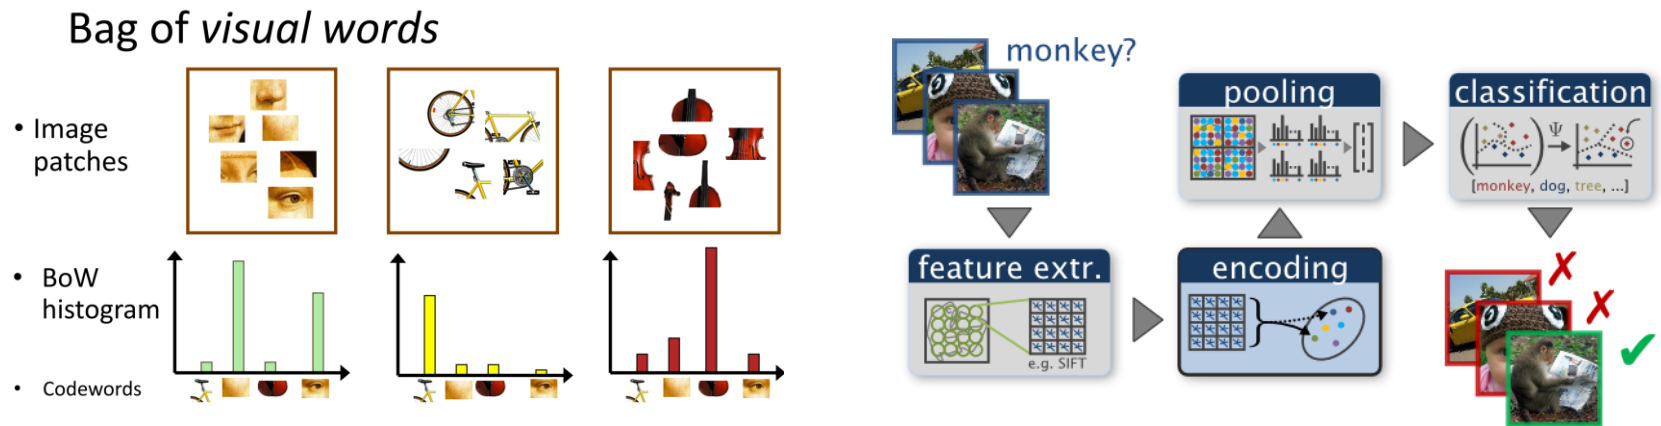 Bag of visual words
• Image
patches
• BoW
histogram
• Codewords
monkey?
feature extr.
e.g. SIFT
encoding
pooling
classification
Ψ
[monkey, dog, tree, ...]